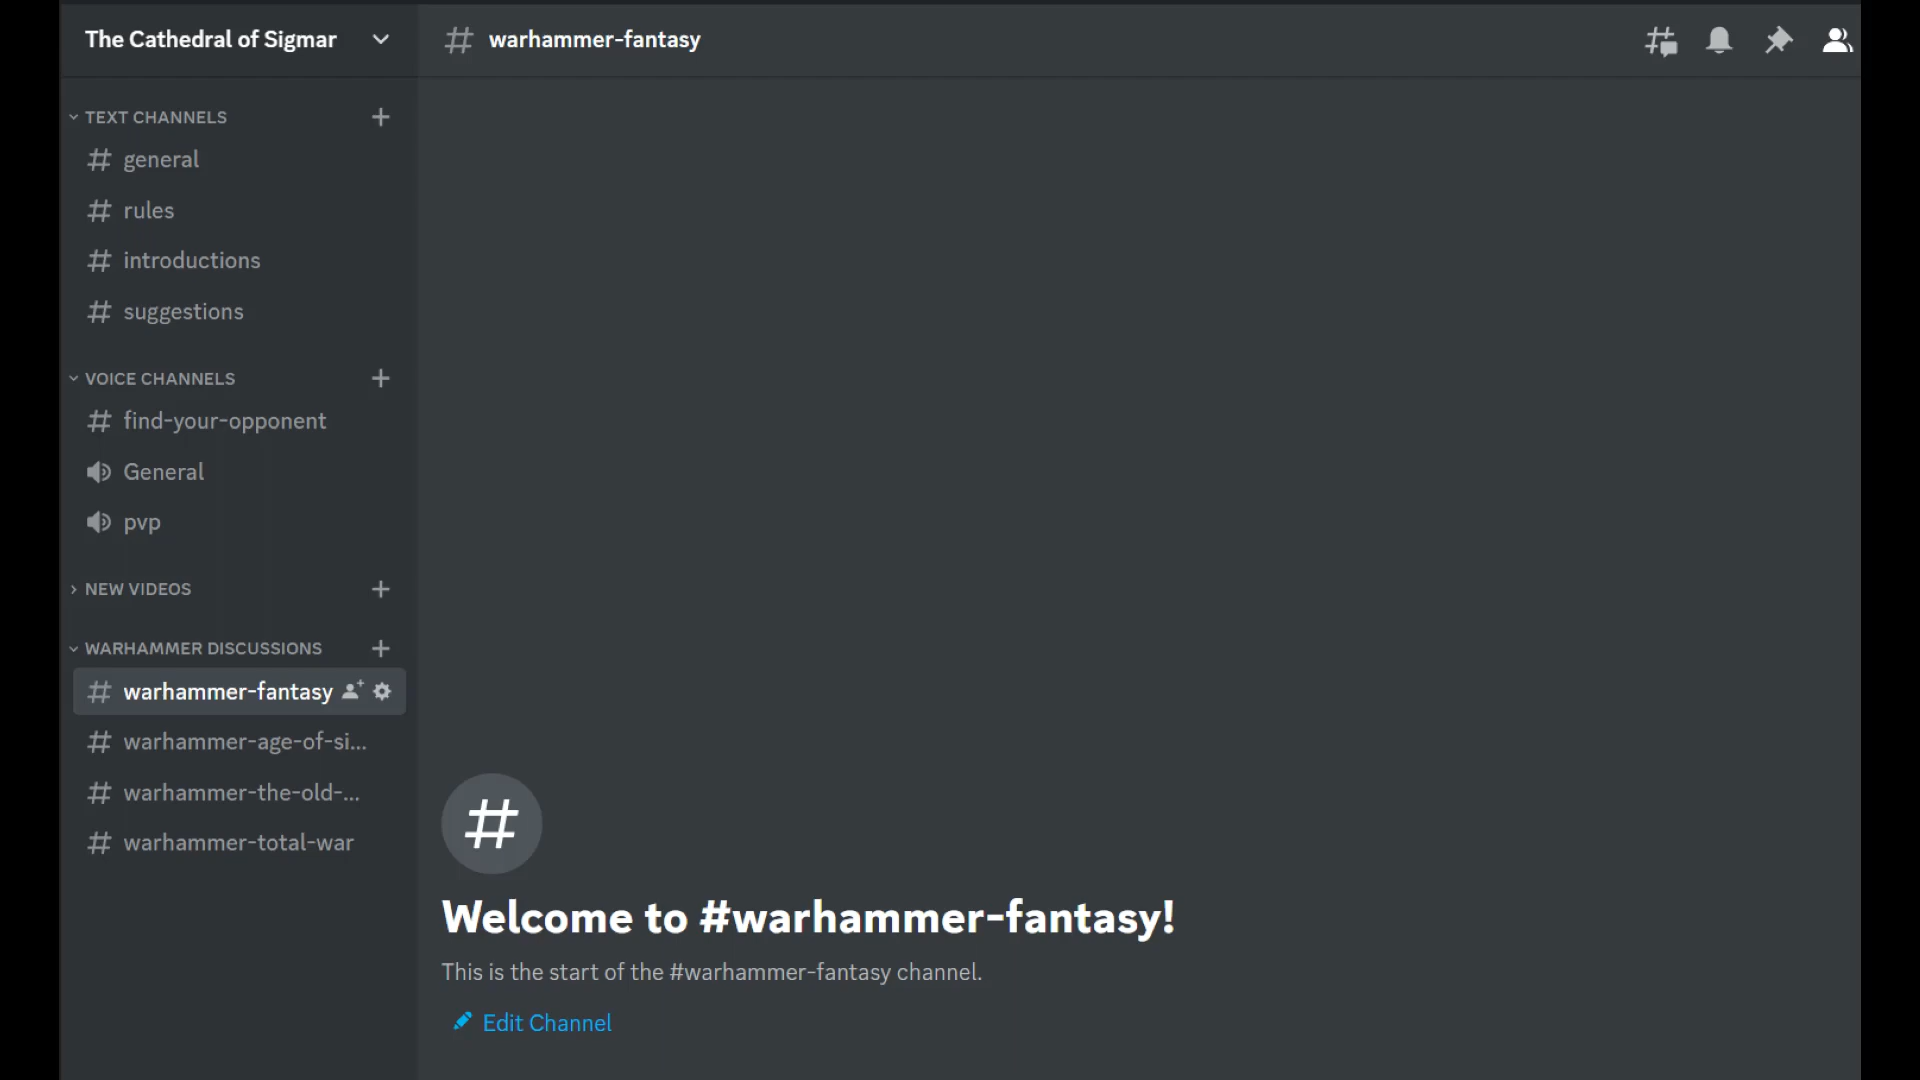 The Cathedral of Sigmar
warhammer-fantasy
TEXT CHANNELS
general
rules
introductions
suggestions
VOICE CHANNELS
find-your-opponent
General
pvp
NEW VIDEOS
WARHAMMER DISCUSSIONS
warhammer-fantasy
warhammer-age-of-si...
warhammer-the-old-...
warhammer-total-war
#
Welcome to #warhammer-fantasy!
This is the start of the #warhammer-fantasy channel.
Edit Channel